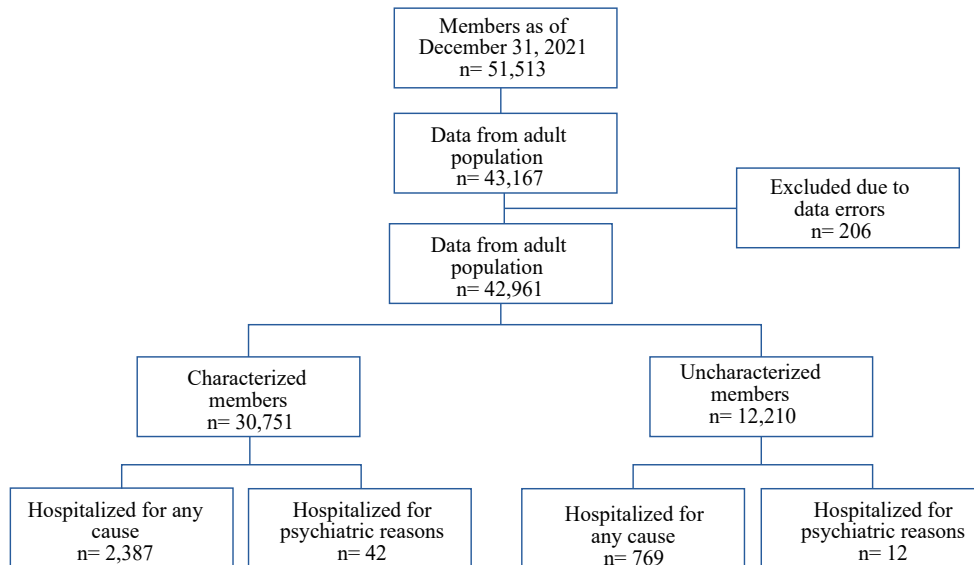 Members as of
December 31, 2021
n= 51,513
Data from adult
population
n= 43,167
Excluded due to
data errors
n= 206
Data from adult
population
n= 42,961
Characterized
members
n= 30,751
Uncharacterized
members
n= 12,210
Hospitalized for any
cause
n= 2,387
Hospitalized for
psychiatric reasons
n= 42
Hospitalized for
any cause
n= 769
Hospitalized for
psychiatric reasons
n= 12